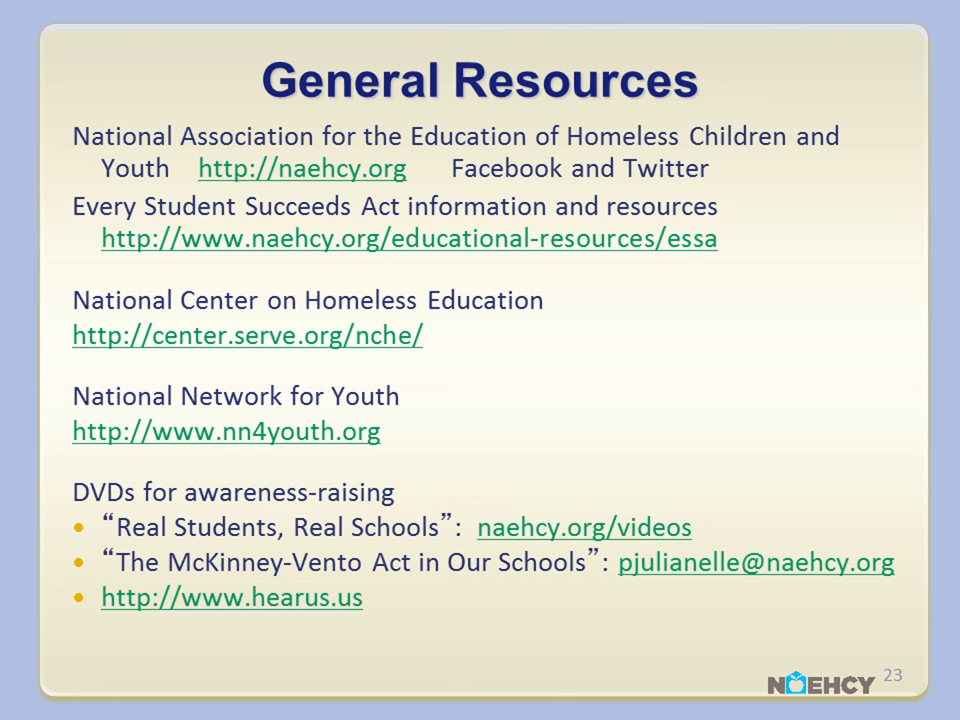 General Resources
National Association for the Education of Homeless Children and
Youth http://naehcy.org Facebook and Twitter
Every Student Succeeds Act information and resources
http://www.naehcy.org/educational-resources/essa
National Center on Homeless Education
http://center.serve.org/nche/
National Network for Youth
http://www.nn4youth.org
DVDs for awareness-raising
• “Real Students, Real Schools”: naehcy.org/videos
• “The McKinney-Vento Act in Our Schools”: pjulianelle@naehcy.org
• http://www.hearus.us
NAEHCY 23